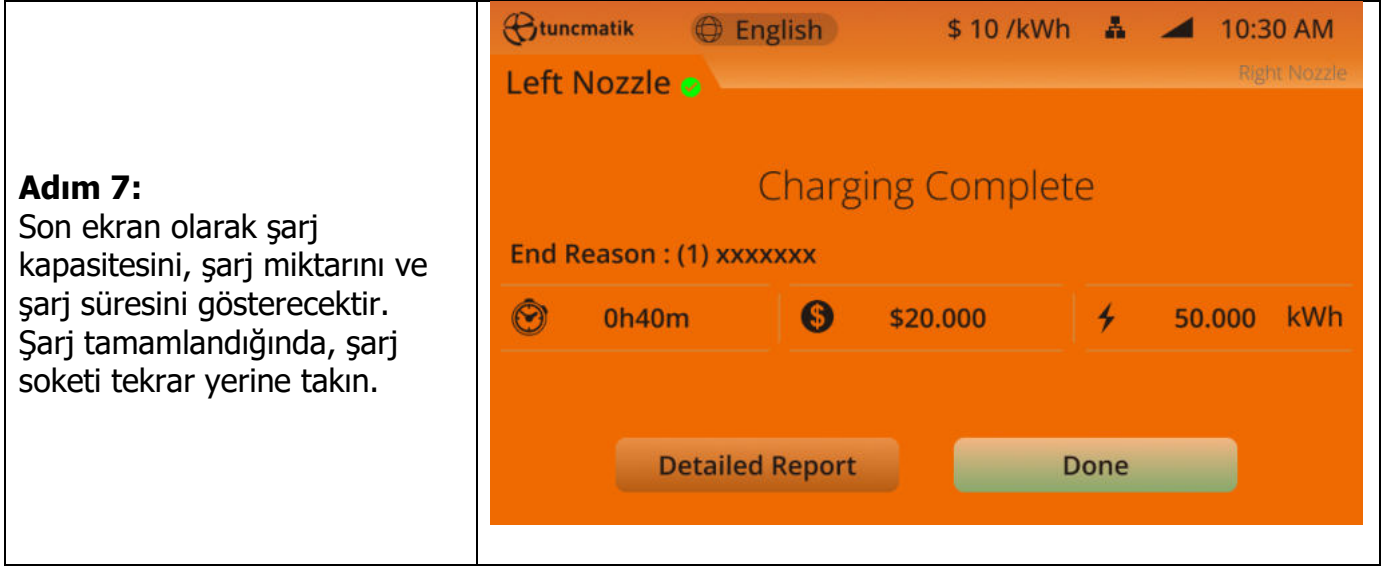 Adım 7:
Son ekran olarak şarj
kapasitesini, şarj miktarını ve
şarj süresini gösterecektir.
Şarj tamamlandığında, şarj
soketi tekrar yerine takın.
tuncmatik English $ 10 /kWh 10:30 AM
Left Nozzle Right Nozzle
Charging Complete
End Reason : (1) xxxxxxx
0h40m $20.000 50.000 kWh
Detailed Report Done